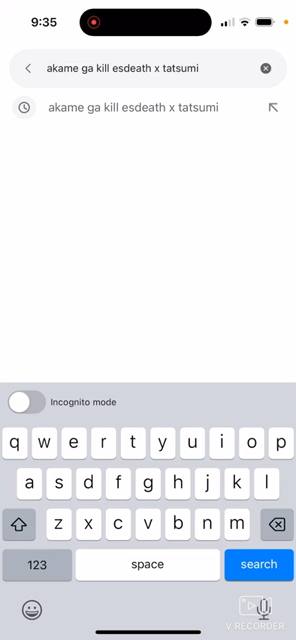 9:35
akame ga kill esdeath x tatsumi
akame ga kill esdeath x tatsumi
Incognito mode
q w e r t y u i o p
a s d f g h j k l
z x c v b n m
123 space search
V RECORDER